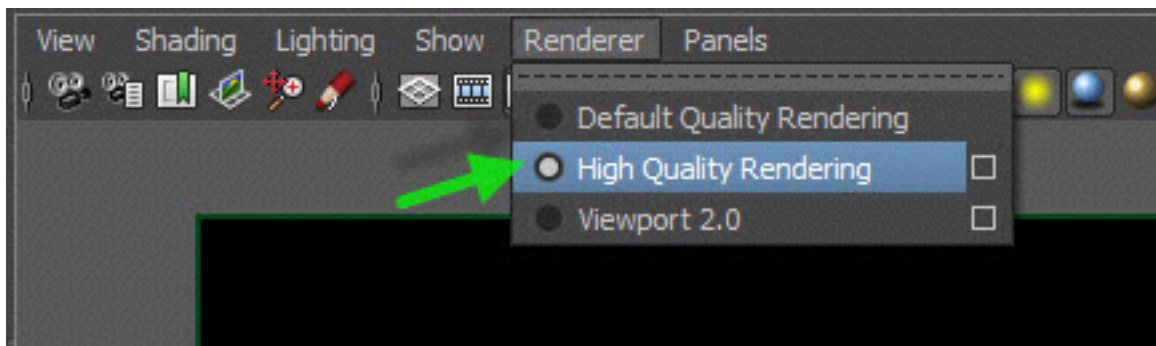 View Shading Lighting Show Renderer Panels
Default Quality Rendering
High Quality Rendering
Viewport 2.0